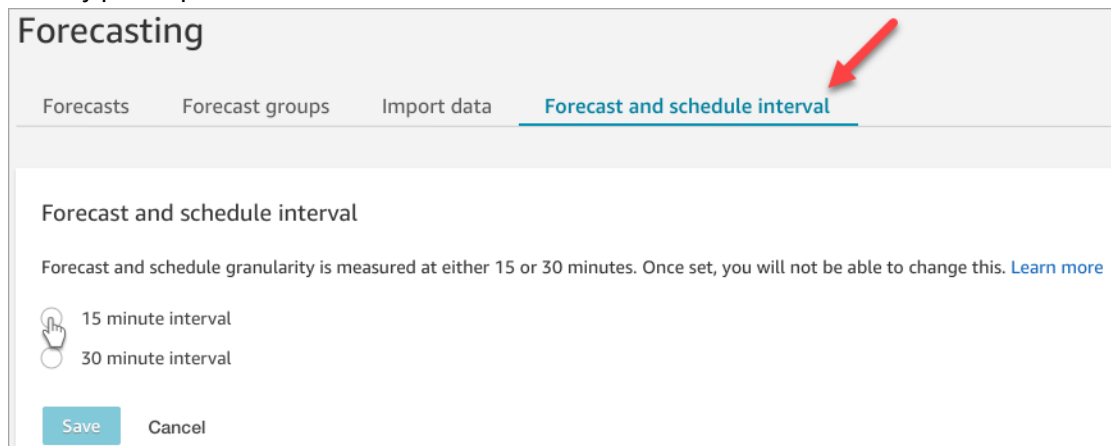 Forecasting
Forecasts Forecast groups Import data Forecast and schedule interval
Forecast and schedule interval
Forecast and schedule granularity is measured at either 15 or 30 minutes. Once set, you will not be able to change this. Learn more
15 minute interval
30 minute interval
Save Cancel